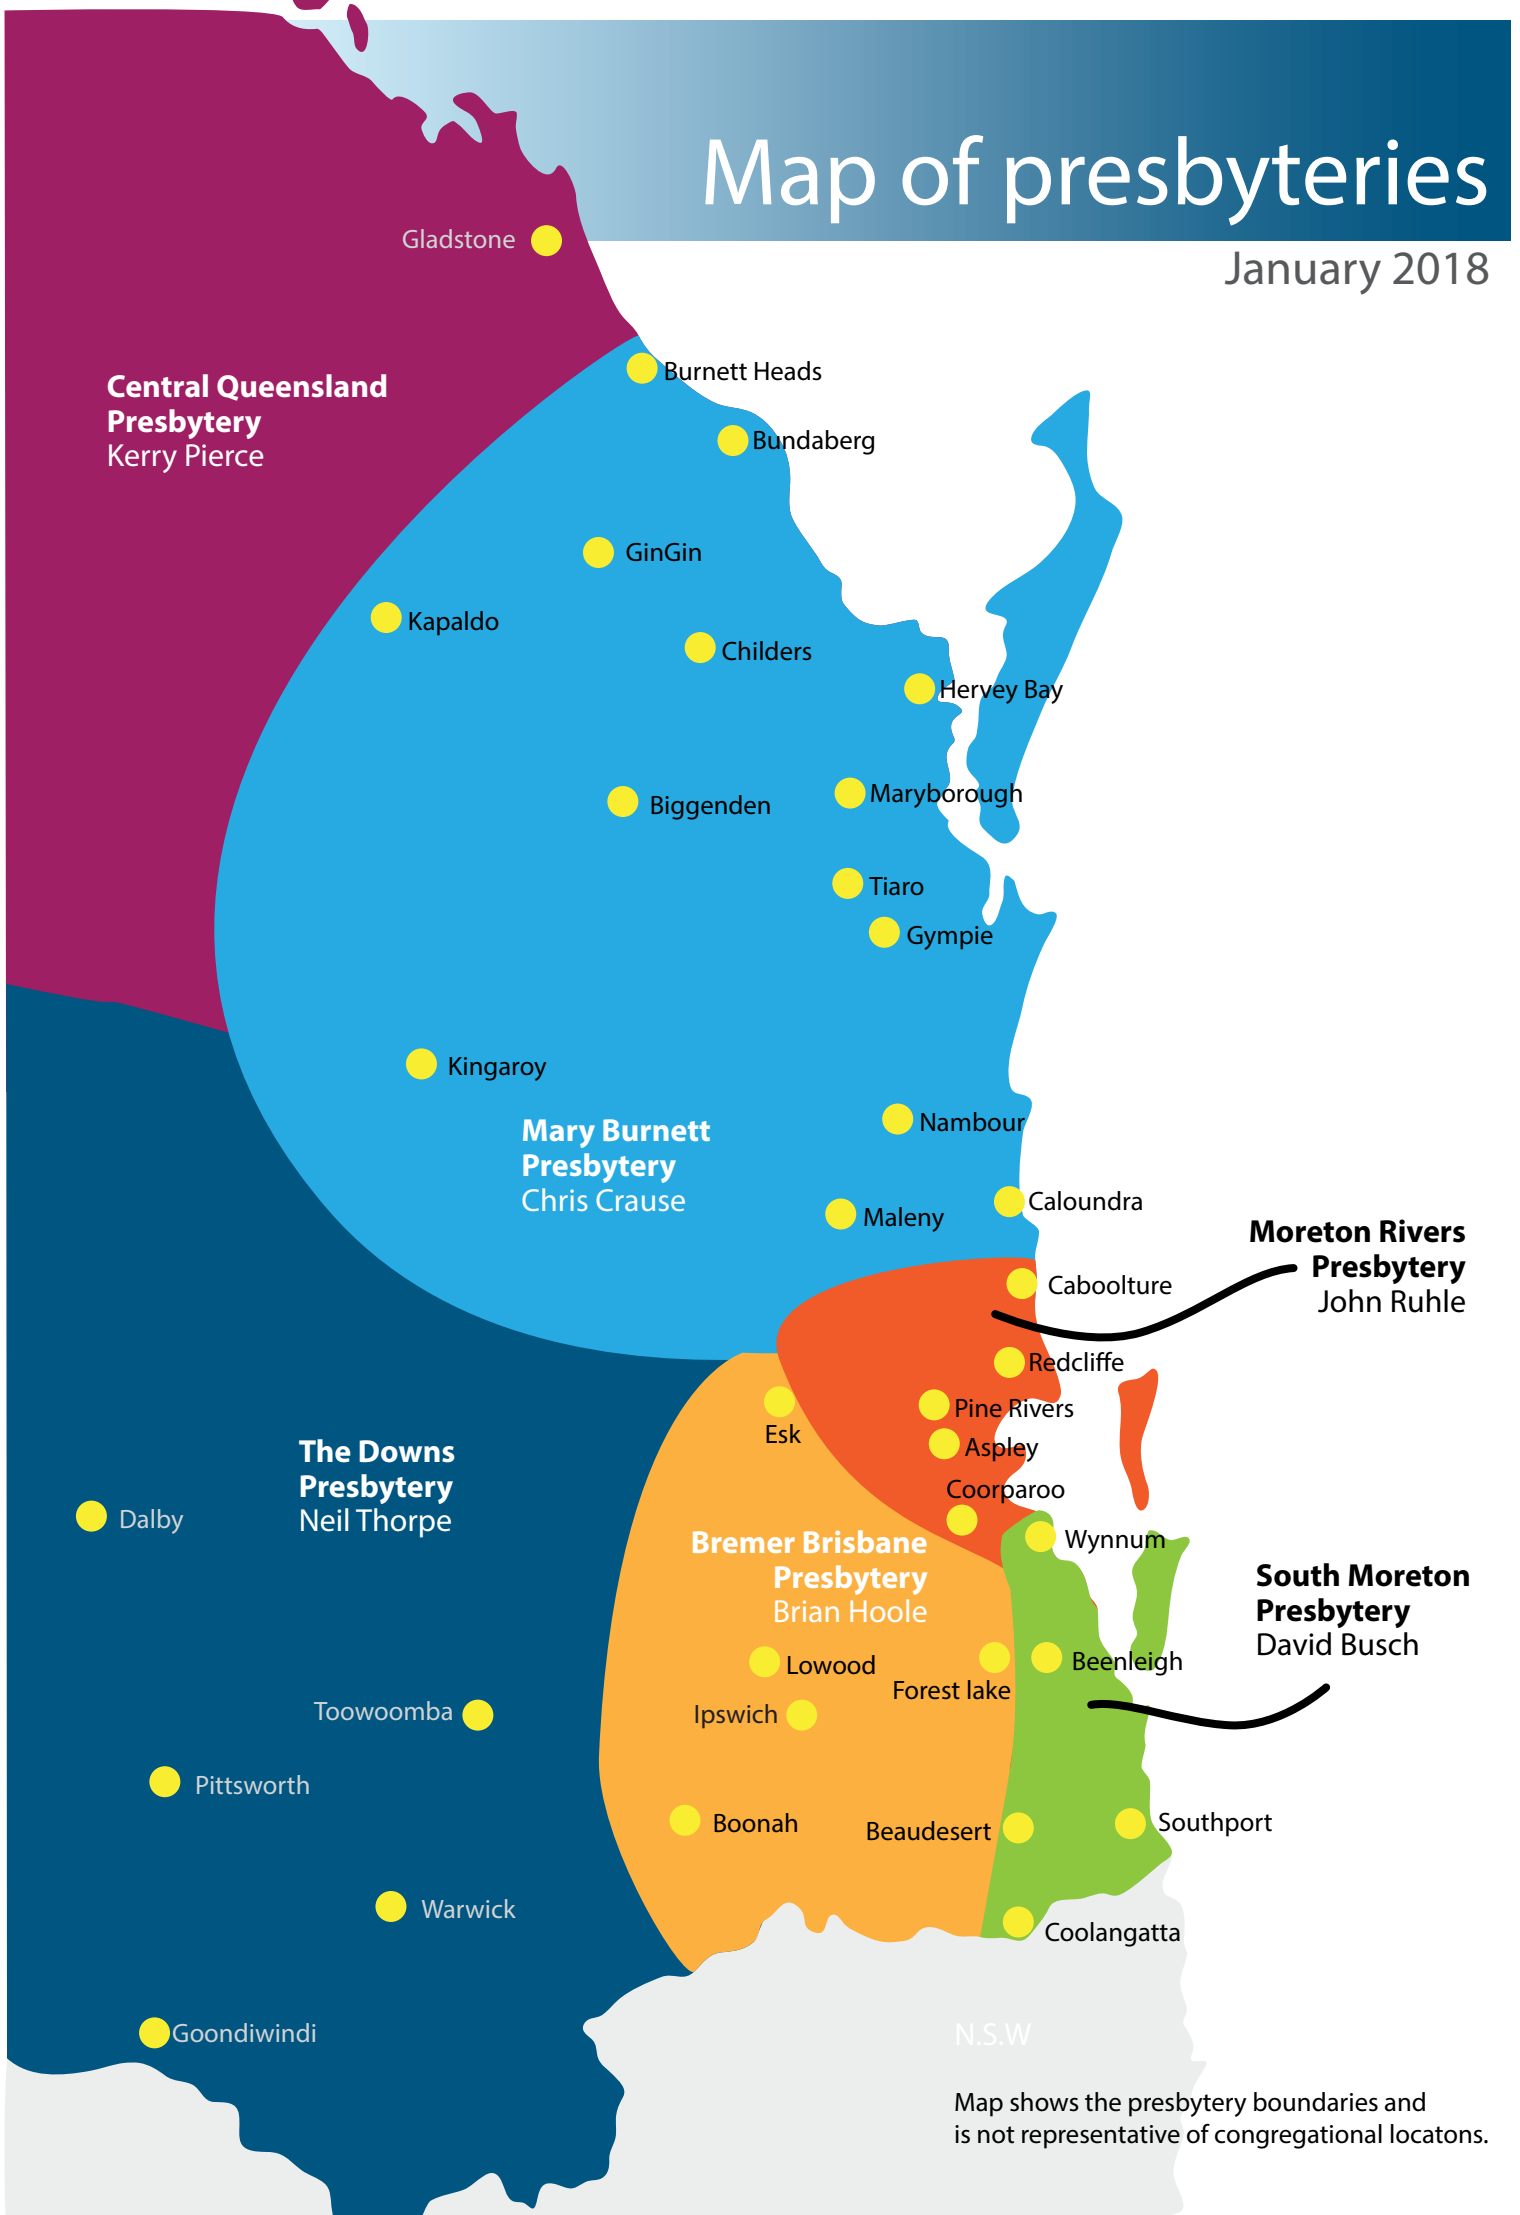 Map of presbyteries
January 2018
Gladstone
Central Queensland
Presbytery
Kerry Pierce
Burnett Heads
Bundaberg
GinGin
Kapaldo
Childers
Hervey Bay
Biggenden
Maryborough
Tiaro
Gympie
Kingaroy
Nambour
Mary Burnett
Presbytery
Chris Crause
Maleny
Caloundra
Moreton Rivers
Presbytery
John Ruhle
Caboolture
Redcliffe
Pine Rivers
Esk
Aspley
Coorparoo
The Downs
Presbytery
Neil Thorpe
Dalby
Bremer Brisbane
Presbytery
Brian Hoole
Wynnum
South Moreton
Presbytery
David Busch
Lowood
Forest lake
Beenleigh
Toowoomba
Ipswich
Pittsworth
Boonah
Beaudesert
Southport
Warwick
Coolangatta
Goondiwindi
N.S.W
Map shows the presbytery boundaries and
is not representative of congregational locatons.